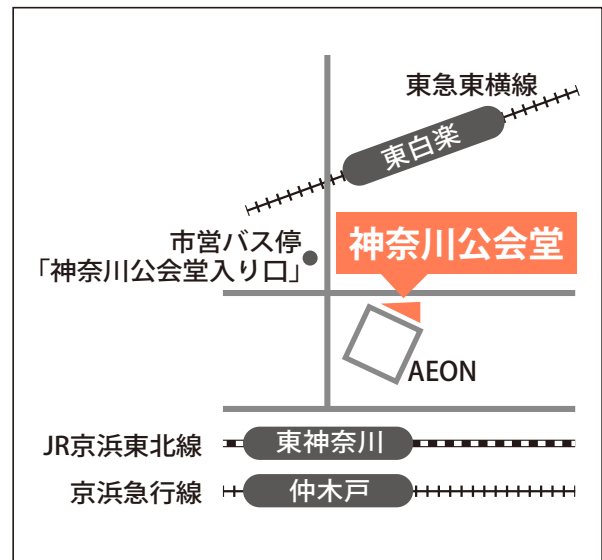 東急東横線
東白楽
市営バス停
「神奈川公会堂入り口」
神奈川公会堂
AEON
JR京浜東北線
東神奈川
京浜急行線
仲木戸